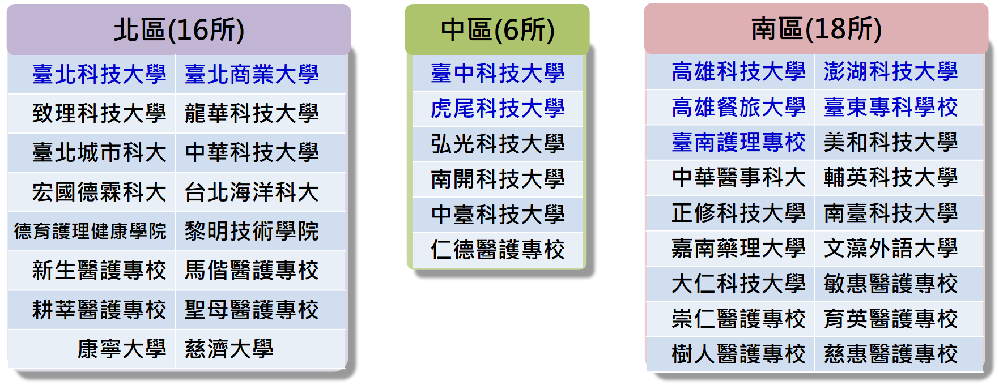 北區(16所)
臺北科技大學 臺北商業大學
致理科技大學 龍華科技大學
臺北城市科大 中華科技大學
宏國德霖科大 台北海洋科大
德育護理健康學院 黎明技術學院
新生醫護專校 馬偕醫護專校
耕莘醫護專校 聖母醫護專校
康寧大學 慈濟大學
中區(6所)
臺中科技大學
虎尾科技大學
弘光科技大學
南開科技大學
中臺科技大學
仁德醫護專校
南區(18所)
高雄科技大學 澎湖科技大學
高雄餐旅大學 臺東專科學校
臺南護理專校 美和科技大學
中華醫事科大 輔英科技大學
正修科技大學 南臺科技大學
嘉南藥理大學 文藻外語大學
大仁科技大學 敏惠醫護專校
崇仁醫護專校 育英醫護專校
樹人醫護專校 慈惠醫護專校